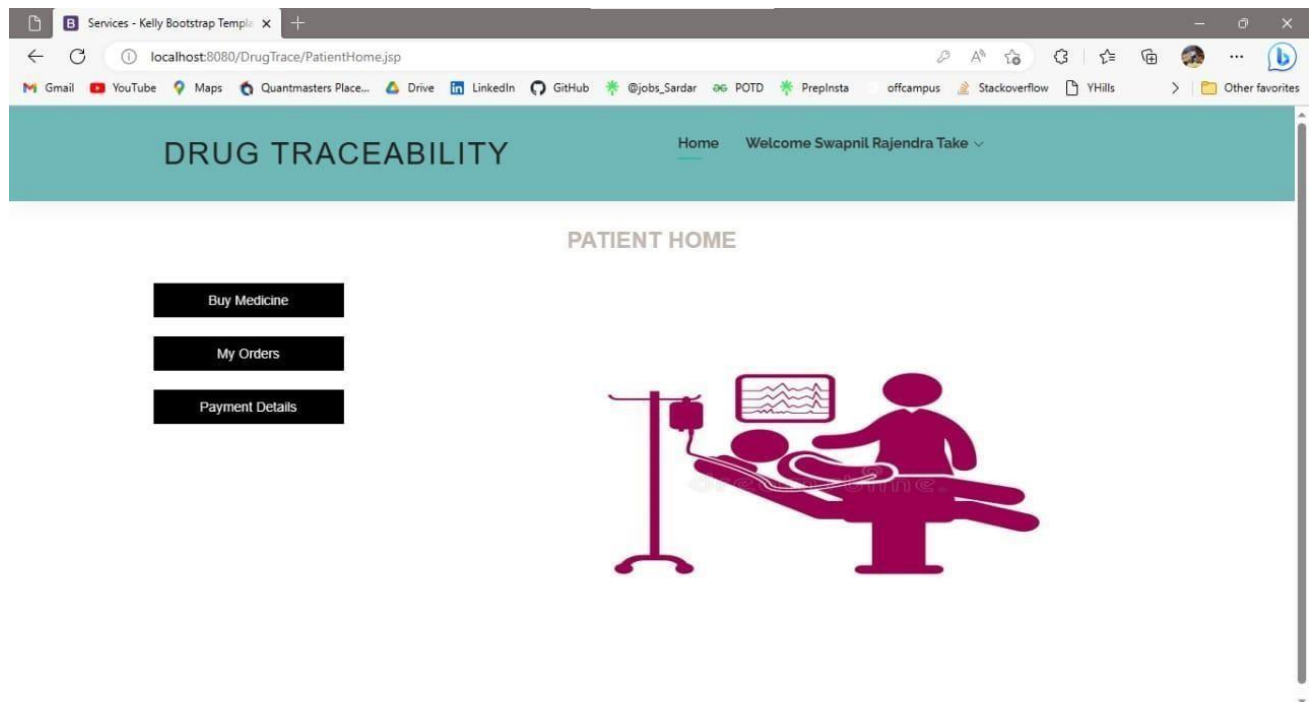 Services - Kelly Bootstrap Templa
localhost:8080/DrugTrace/PatientHome.jsp
Gmail YouTube Maps Quantmasters Place... Drive LinkedIn GitHub @jobs_Sardar POTD PrepInsta offcampus Stackoverflow YHills Other favorites
DRUG TRACEABILITY
Home Welcome Swapnil Rajendra Take
PATIENT HOME
Buy Medicine
My Orders
Payment Details
dreamstime.